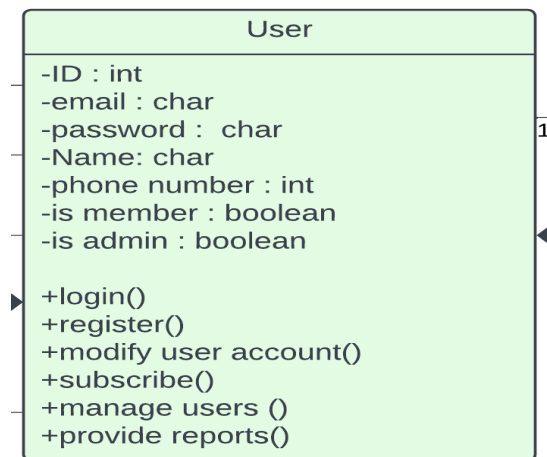 User
-ID : int
-email : char
-password :  char
1
-Name: char
-phone number : int
-is member : boolean
-is admin : boolean
+login()
+register()
+modify user account()
+subscribe()
+manage users ()
+provide reports()